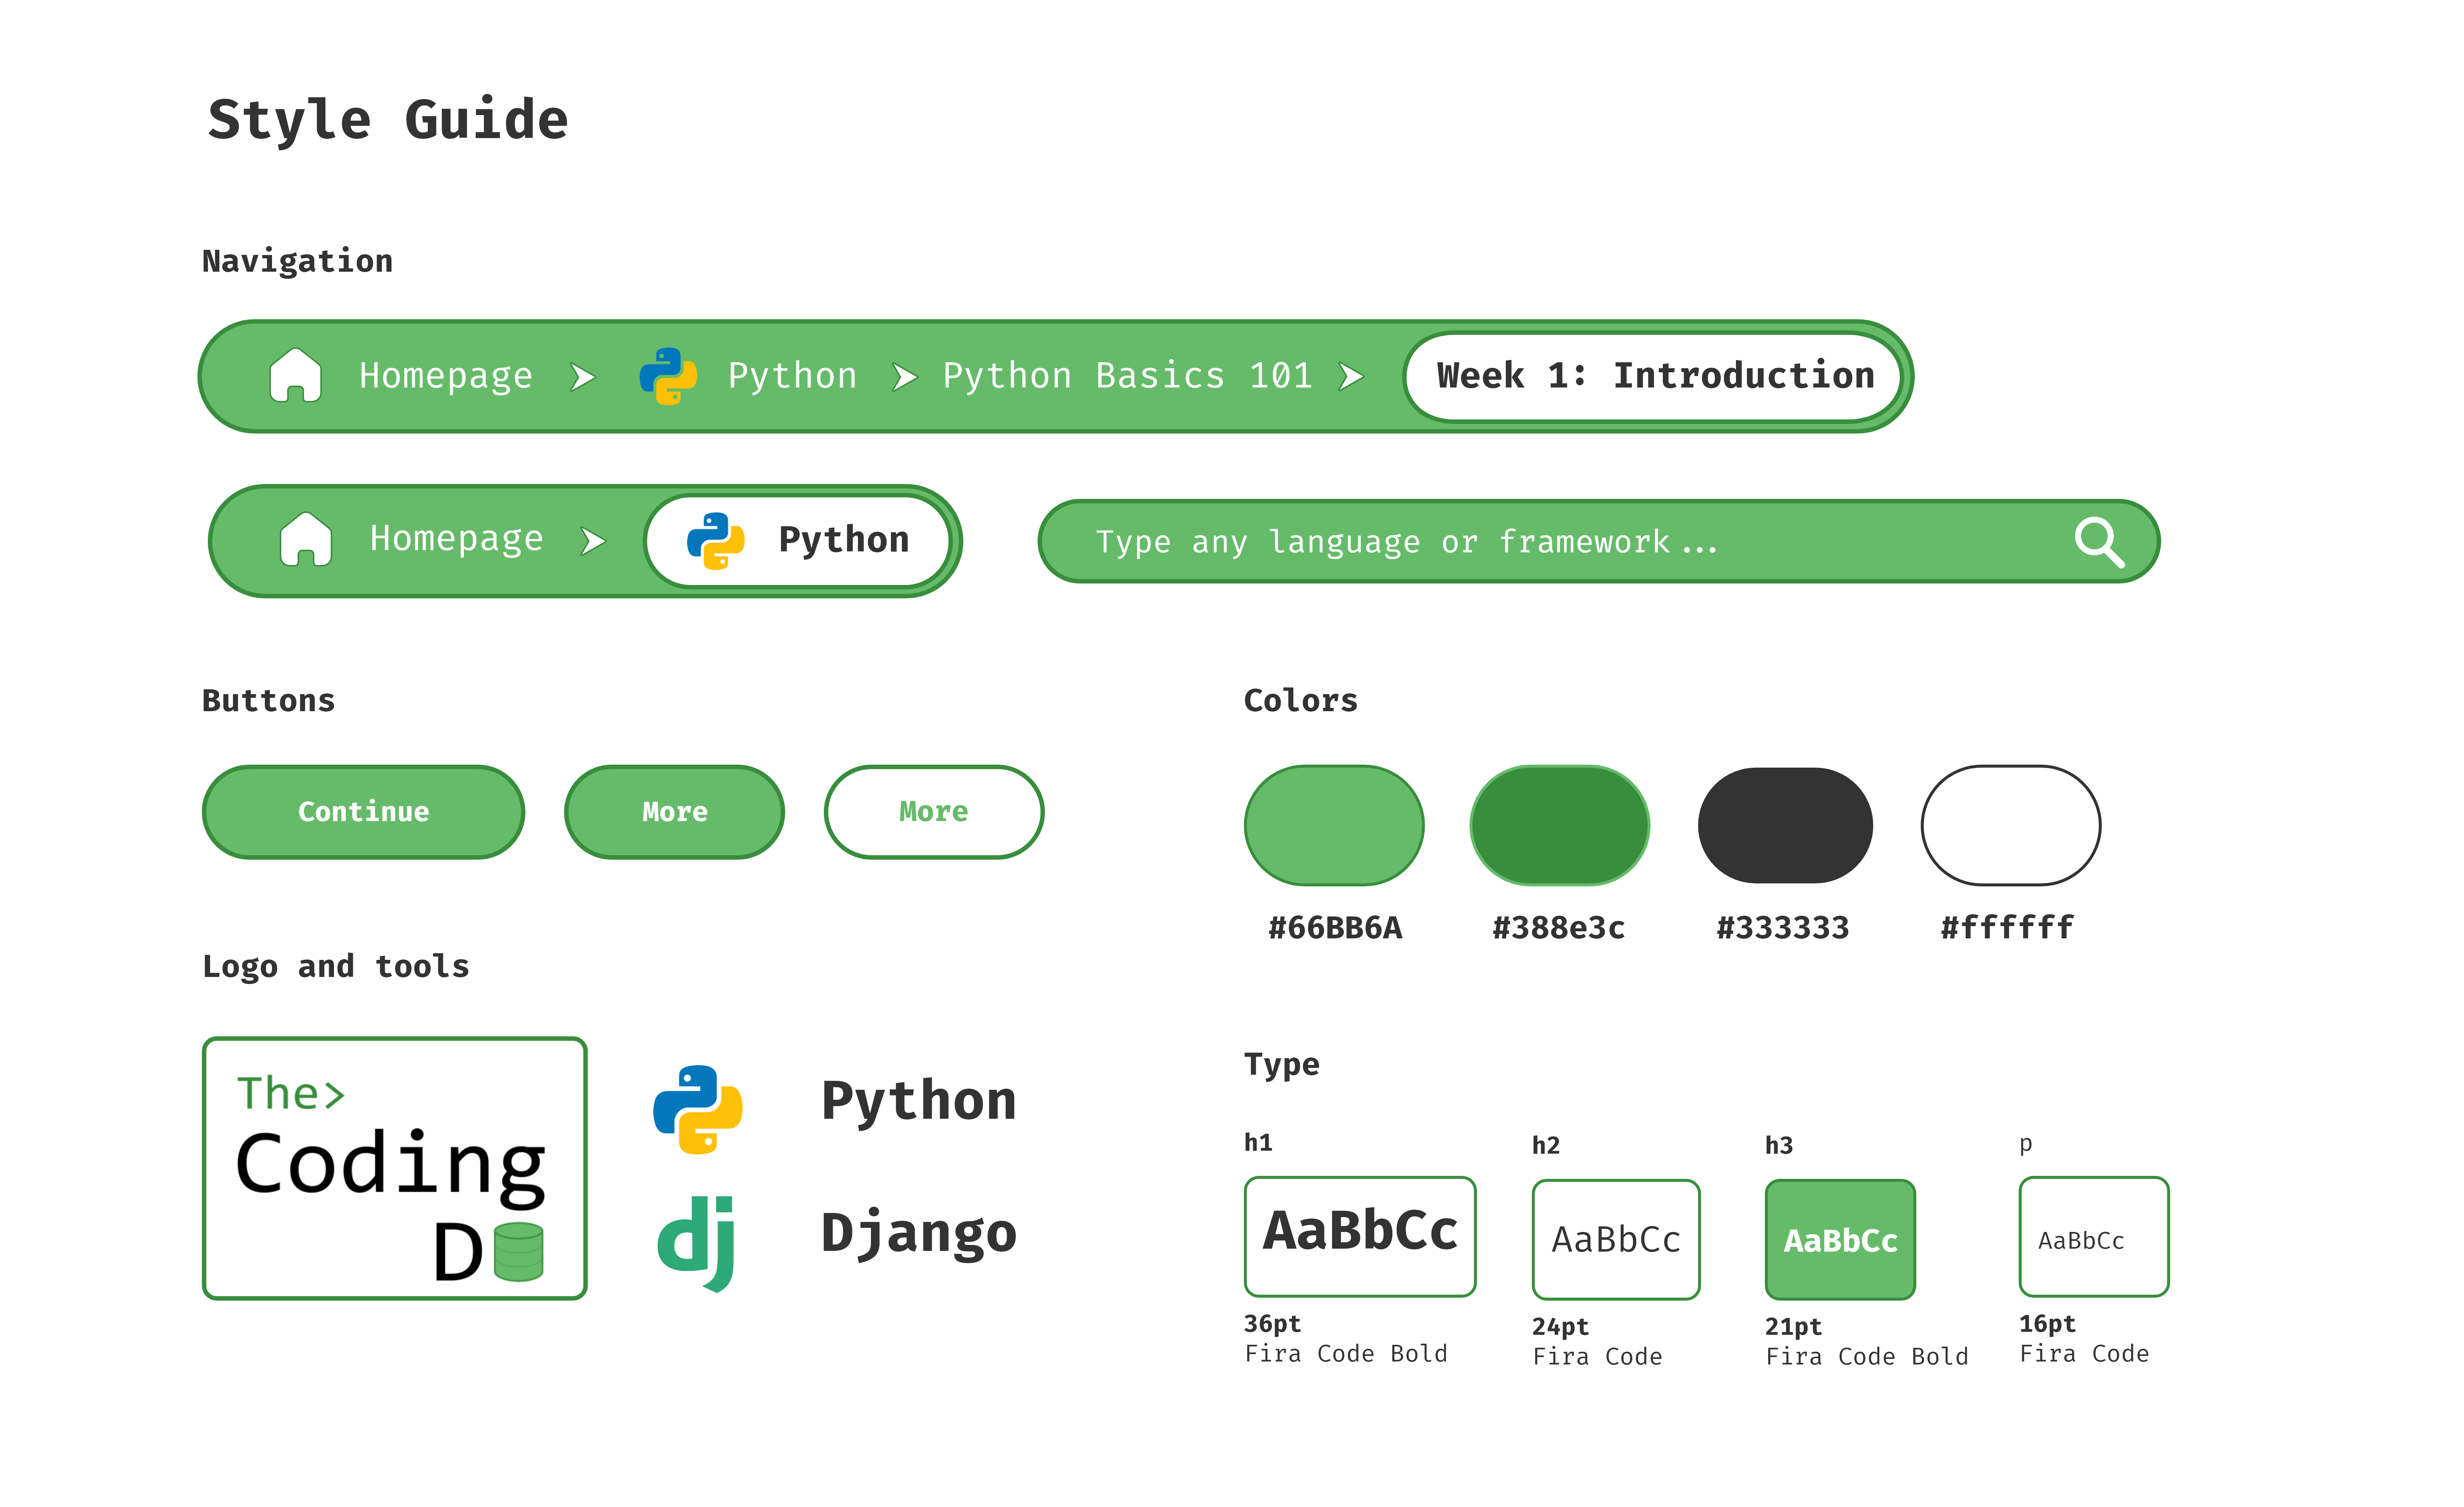 Style Guide
Navigation
Homepage Python Python Basics 101 Week 1: Introduction
Homepage Python
Type any language or framework...
Buttons
Continue More More
Colors
#66BB6A #388e3c #333333 #ffffff
Logo and tools
The>
Coding
D
Python
dj Django
Type
h1 h2 h3 p
AaBbCc AaBbCc AaBbCc AaBbCc
36pt 24pt 21pt 16pt
Fira Code Bold Fira Code Fira Code Bold Fira Code